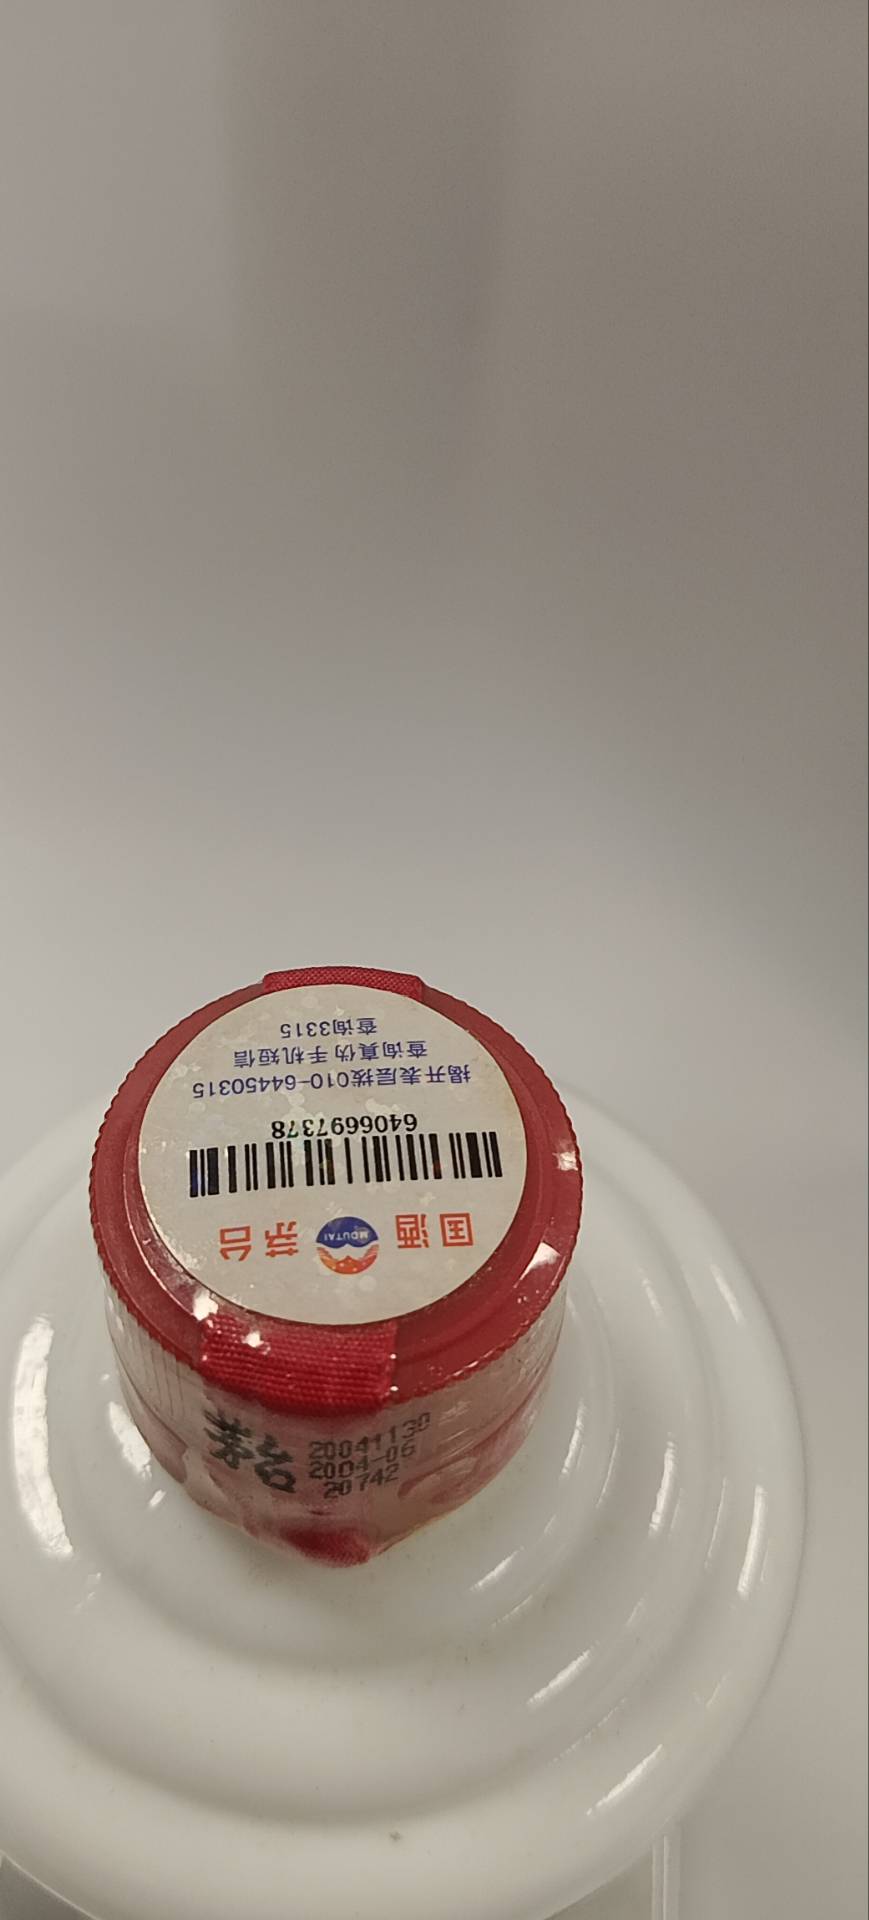 国酒 MOUTAI 茅台
6406697378
揭开表层拨010-64450315
查询真伪 手机短信
查询3315
茅台
20041130
2004-06
20742